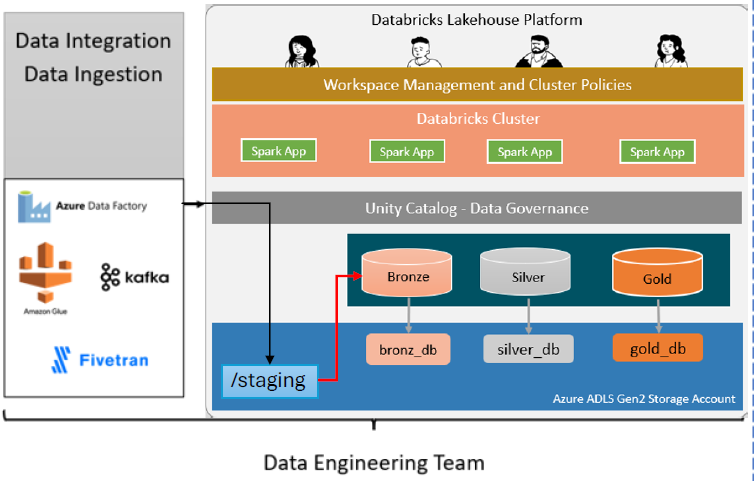 Data Integration
Data Ingestion
Azure Data Factory
Amazon Glue
kafka
Fivetran
Databricks Lakehouse Platform
Workspace Management and Cluster Policies
Databricks Cluster
Spark App
Spark App
Spark App
Spark App
Unity Catalog - Data Governance
Bronze
Silver
Gold
bronz_db
silver_db
gold_db
/staging
Azure ADLS Gen2 Storage Account
Data Engineering Team